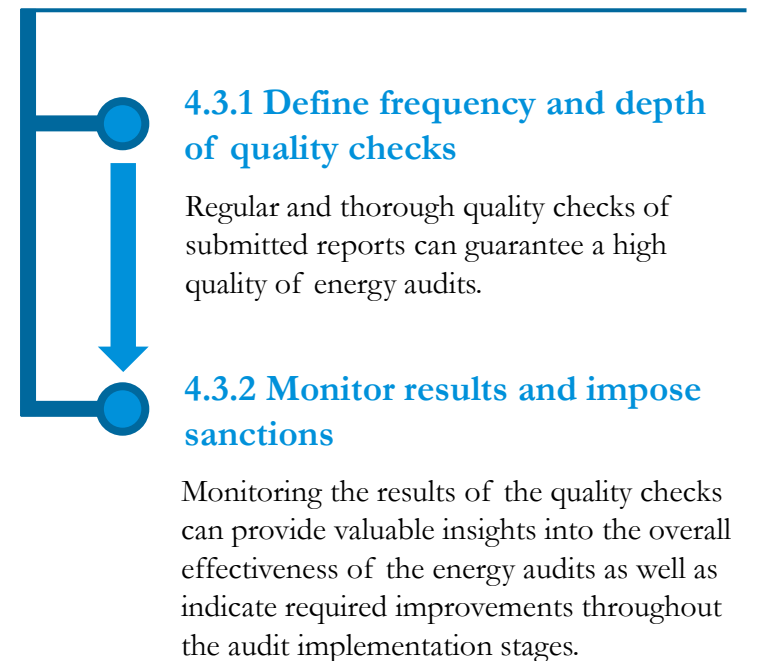 4.3.1 Define frequency and depth
of quality checks
Regular and thorough quality checks of
submitted reports can guarantee a high
quality of energy audits.
4.3.2 Monitor results and impose
sanctions
Monitoring the results of the quality checks
can provide valuable insights into the overall
effectiveness of the energy audits as well as
indicate required improvements throughout
the audit implementation stages.